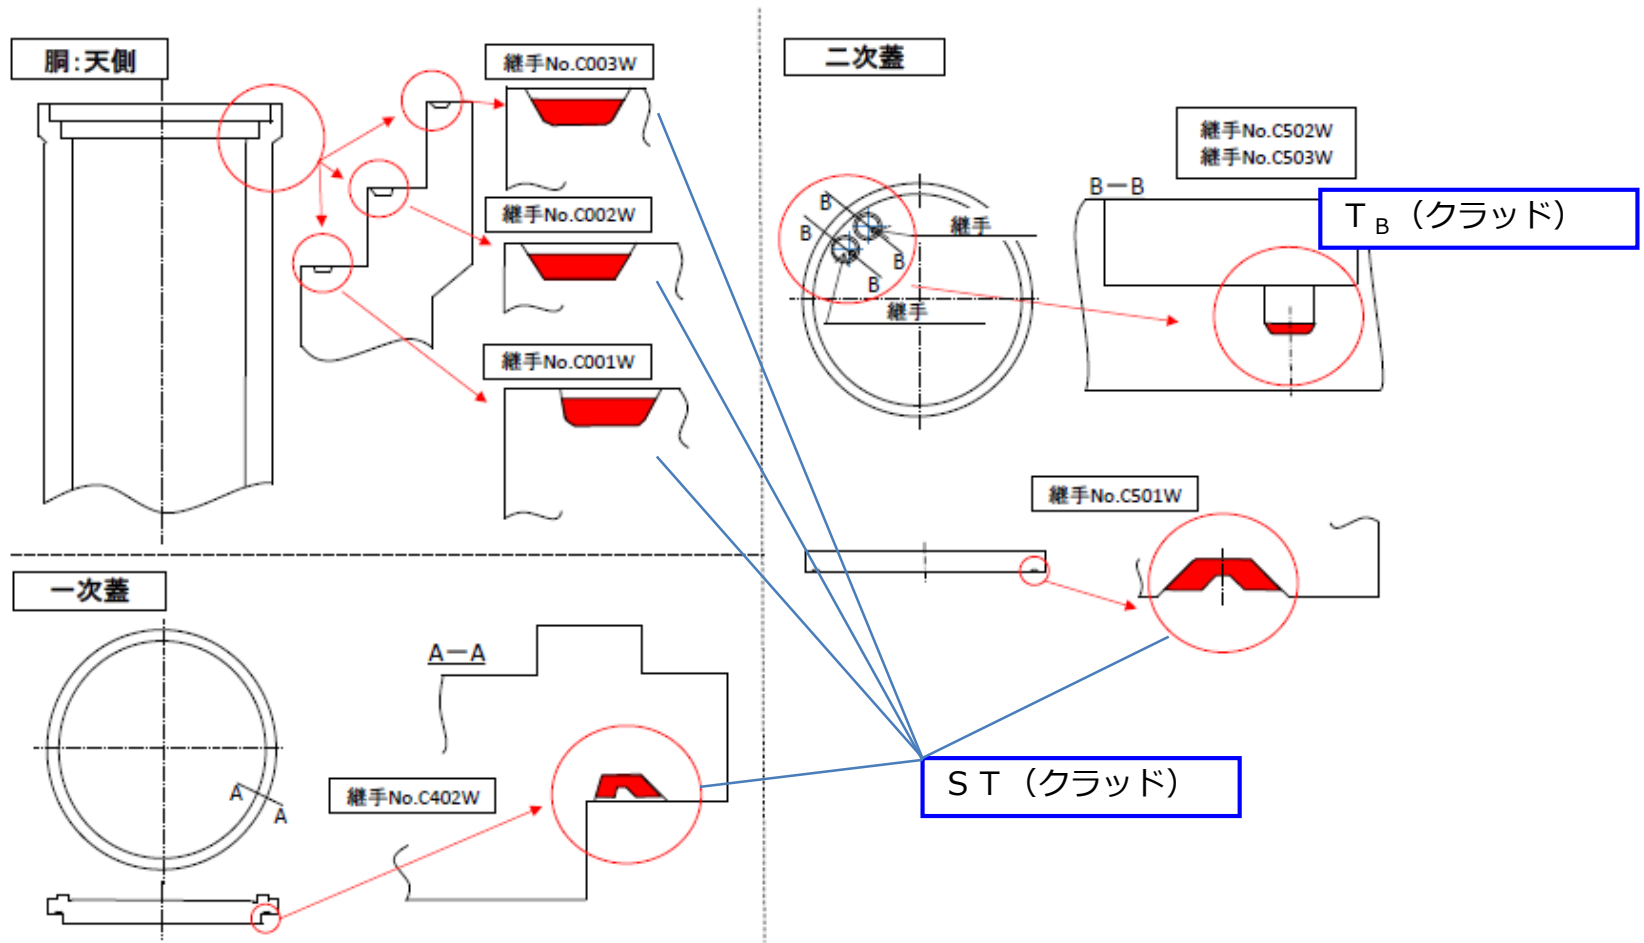 胴:天側
継手No.C003W
継手No.C002W
継手No.C001W
二次蓋
継手No.C502W
継手No.C503W
B－B
TB（クラッド）
B
B
B
B
継手
継手
継手No.C501W
一次蓋
A－A
A
A
継手No.C402W
ST（クラッド）